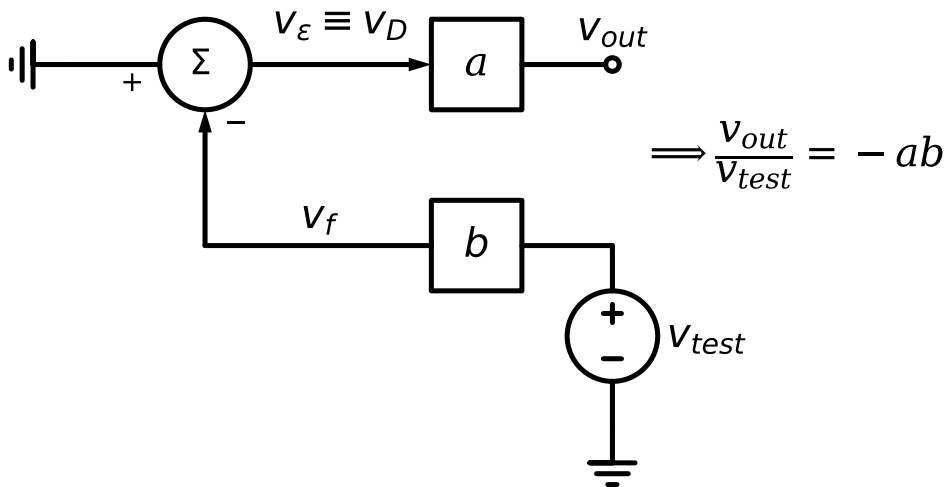 v_ε ≡ v_D
v_out
Σ
a
+
−
⟹ v_out / v_test = − ab
v_f
b
+
−
v_test